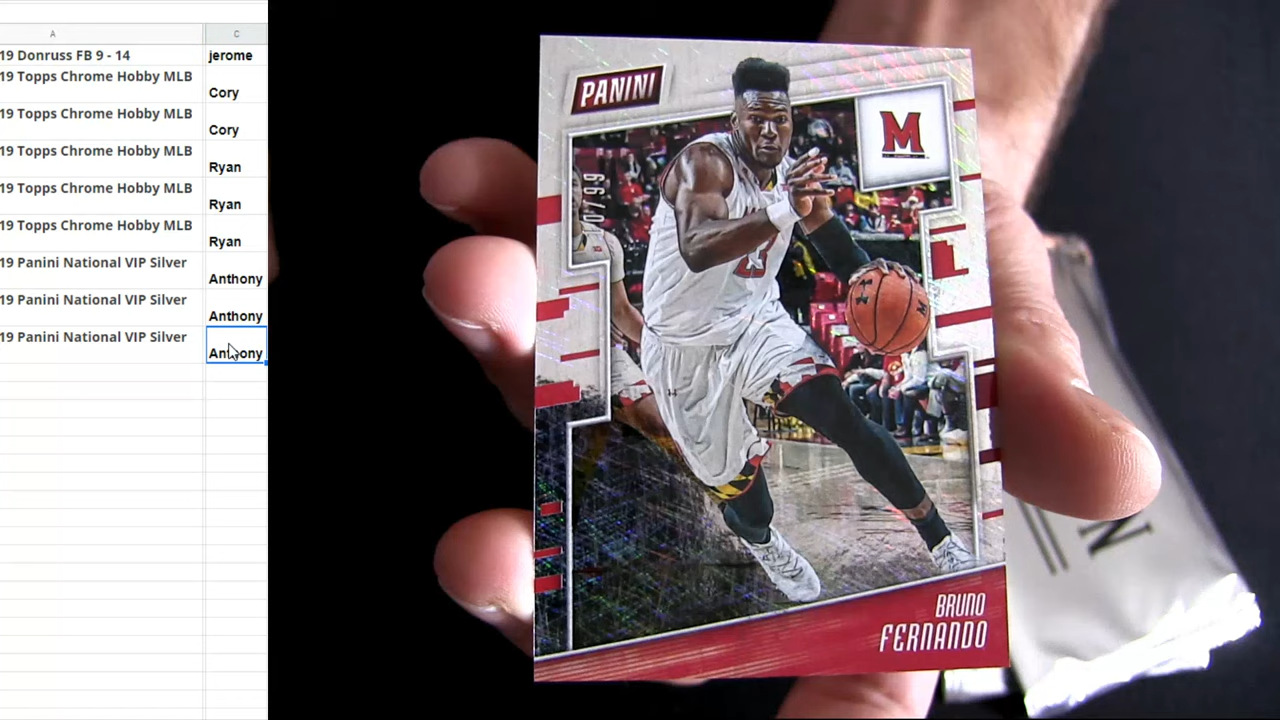 A C
19 Donruss FB 9 - 14 jerome
19 Topps Chrome Hobby MLB Cory
19 Topps Chrome Hobby MLB Cory
19 Topps Chrome Hobby MLB Ryan
19 Topps Chrome Hobby MLB Ryan
19 Topps Chrome Hobby MLB Ryan
19 Panini National VIP Silver Anthony
19 Panini National VIP Silver Anthony
19 Panini National VIP Silver Anthony
PANINI
M
23
BRUNO
FERNANDO
N